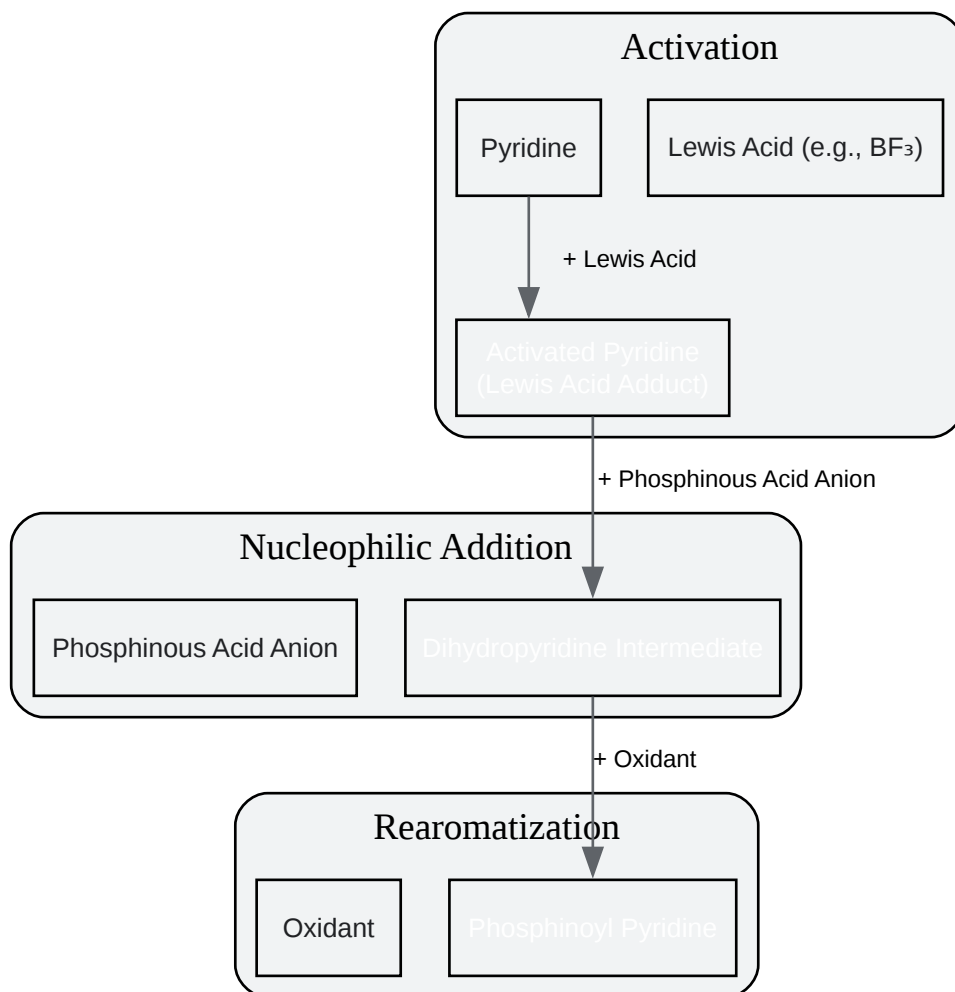 Activation
Pyridine
Lewis Acid (e.g., BF₃)
+ Lewis Acid
Activated Pyridine
(Lewis Acid Adduct)
+ Phosphinous Acid Anion
Nucleophilic Addition
Phosphinous Acid Anion
Dihydropyridine Intermediate
+ Oxidant
Rearomatization
Oxidant
Phosphinoyl Pyridine